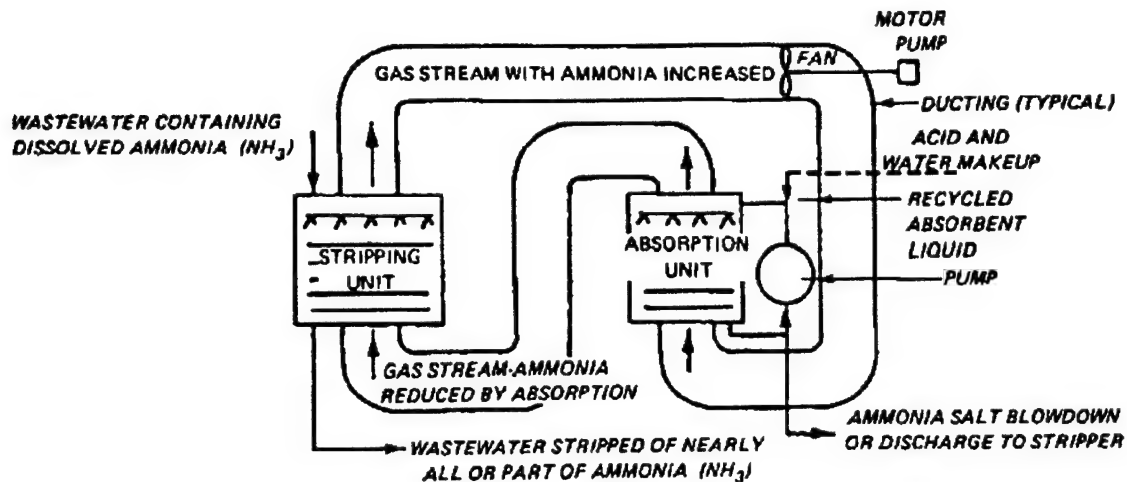 MOTOR
PUMP
FAN
GAS STREAM WITH AMMONIA INCREASED
DUCTING (TYPICAL)
WASTEWATER CONTAINING
DISSOLVED AMMONIA (NH₃)
ACID AND
WATER MAKEUP
RECYCLED
ABSORBENT
LIQUID
STRIPPING
UNIT
ABSORPTION
UNIT
PUMP
GAS STREAM-AMMONIA
REDUCED BY ABSORPTION
AMMONIA SALT BLOWDOWN
OR DISCHARGE TO STRIPPER
WASTEWATER STRIPPED OF NEARLY
ALL OR PART OF AMMONIA (NH₃)